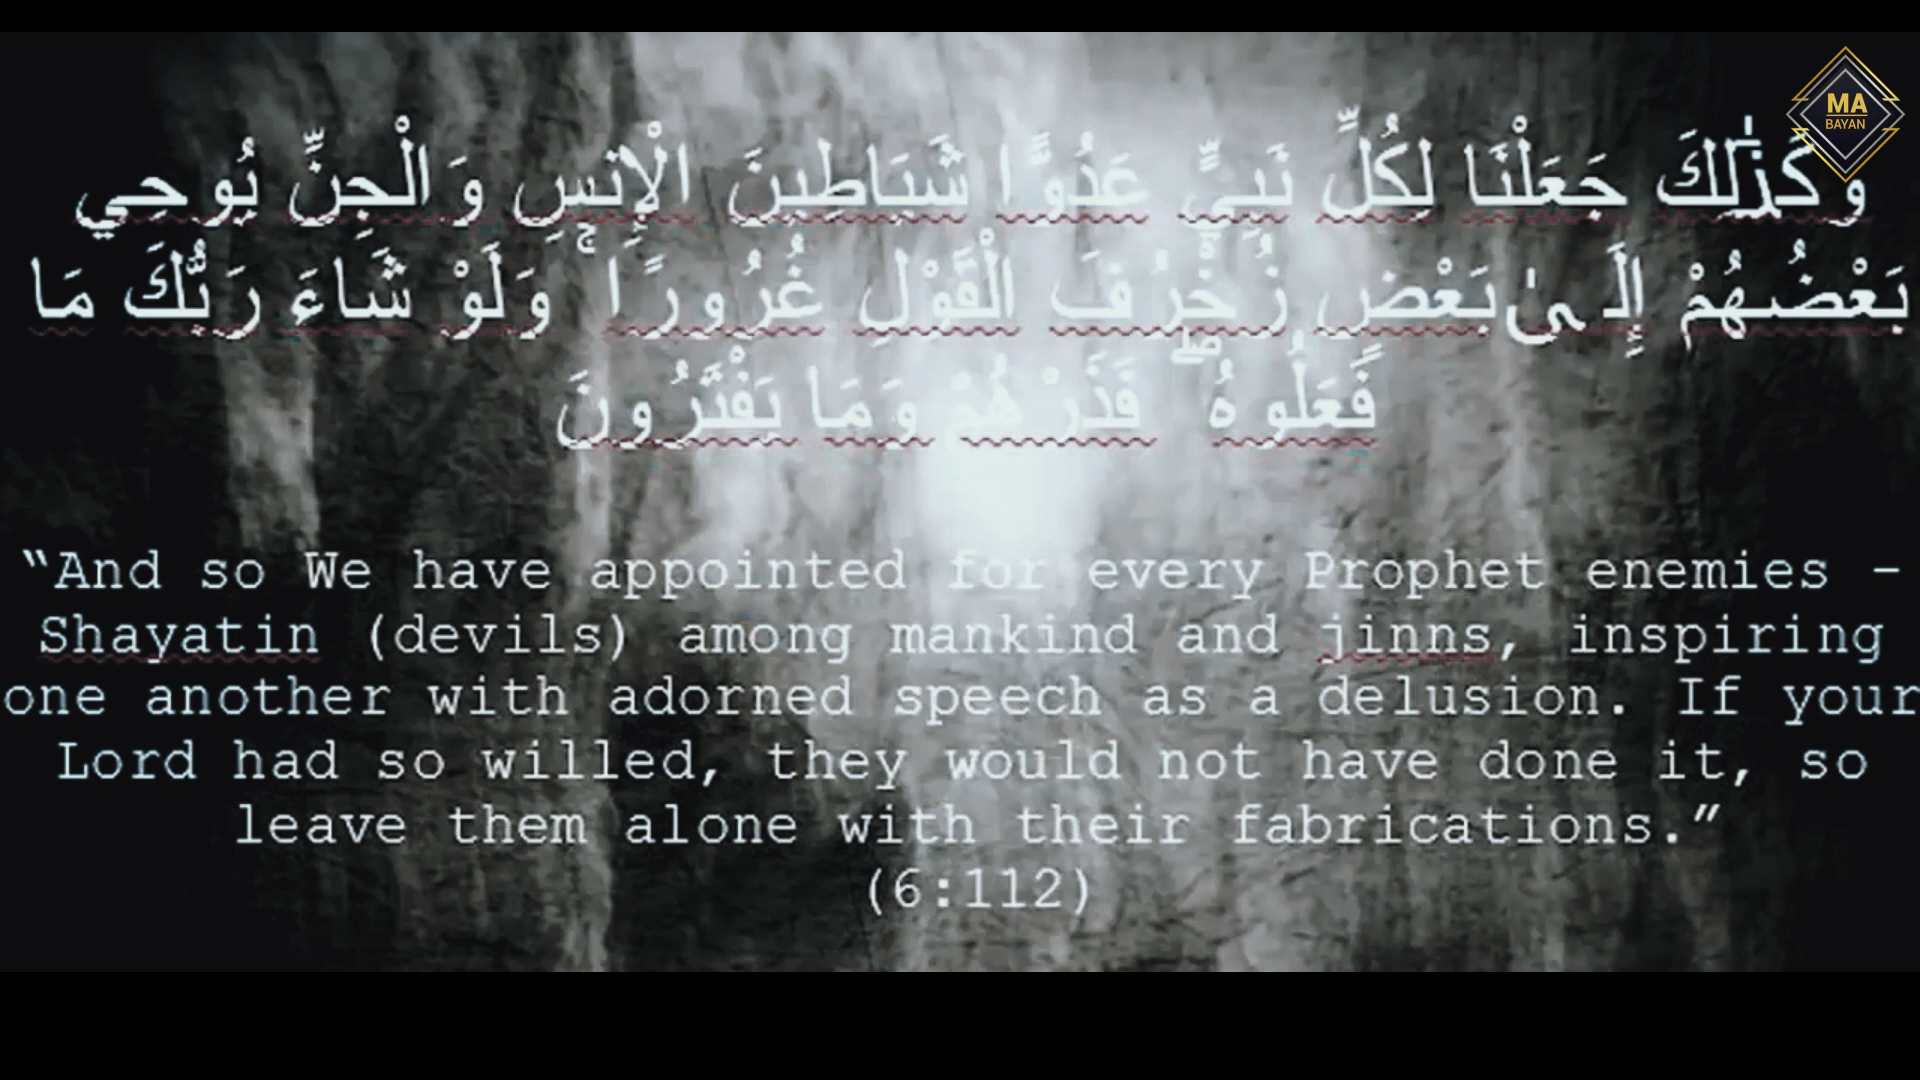 MA
BAYAN
وَكَذَٰلِكَ جَعَلْنَا لِكُلِّ نَبِيٍّ عَدُوًّا شَيَاطِينَ الْإِنسِ وَالْجِنِّ يُوحِي
بَعْضُهُمْ إِلَىٰ بَعْضٍ زُخْرُفَ الْقَوْلِ غُرُورًا ۚ وَلَوْ شَاءَ رَبُّكَ مَا
فَعَلُوهُ ۖ فَذَرْهُمْ وَمَا يَفْتَرُونَ
“And so We have appointed for every Prophet enemies –
Shayatin (devils) among mankind and jinns, inspiring
one another with adorned speech as a delusion. If your
Lord had so willed, they would not have done it, so
leave them alone with their fabrications.”
(6:112)